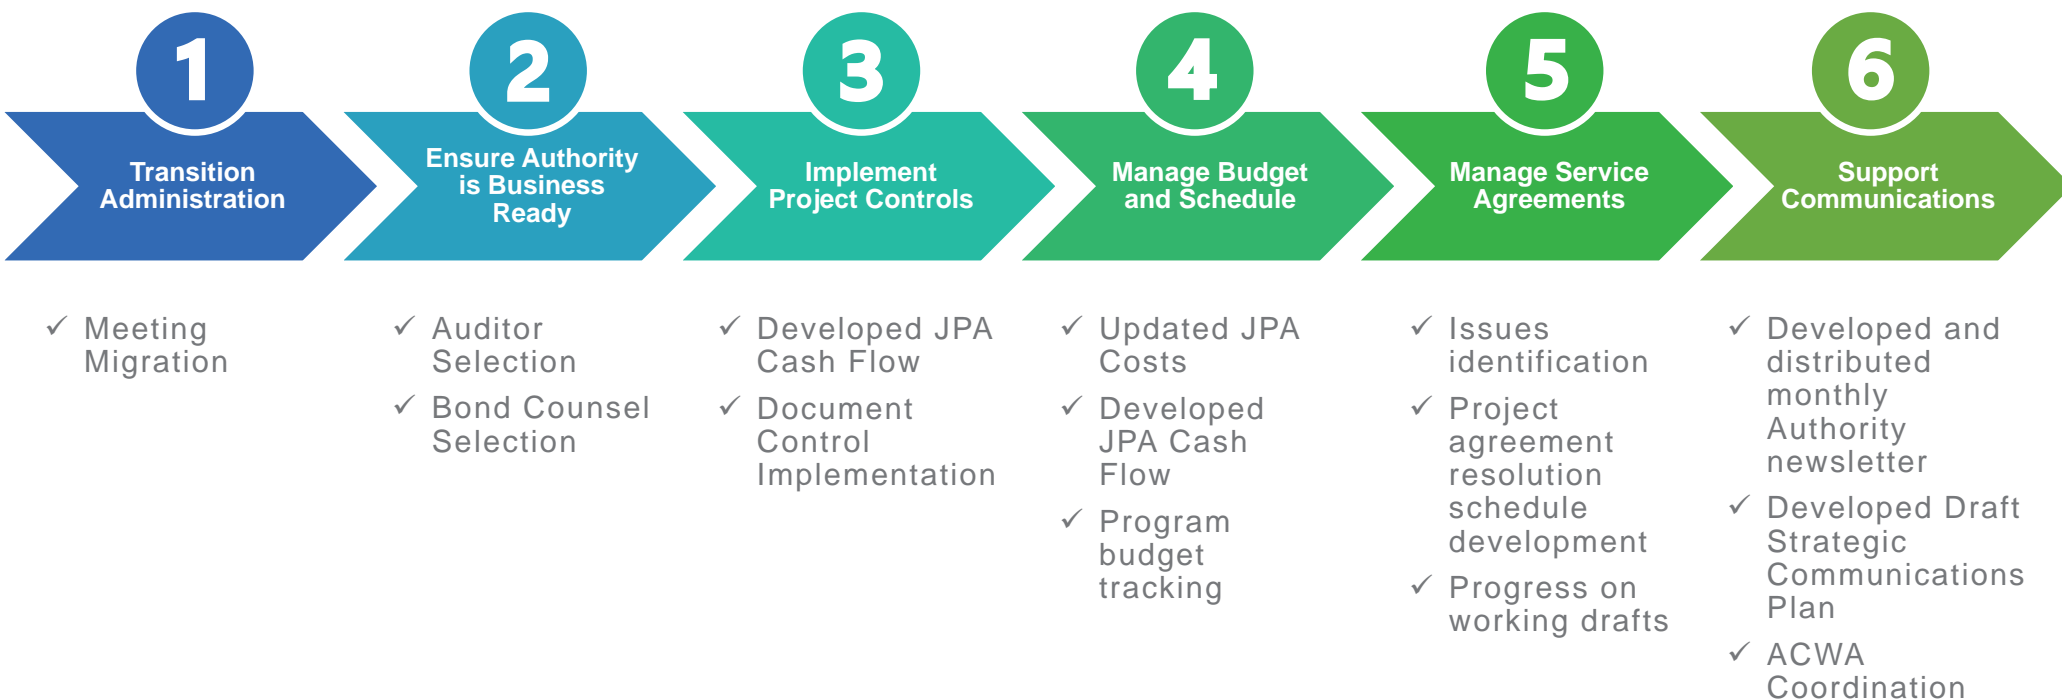 1
Transition
Administration
✓ Meeting
Migration
2
Ensure Authority
is Business
Ready
✓ Auditor
Selection
✓ Bond Counsel
Selection
3
Implement
Project Controls
✓ Developed JPA
Cash Flow
✓ Document
Control
Implementation
4
Manage Budget
and Schedule
✓ Updated JPA
Costs
✓ Developed
JPA Cash
Flow
✓ Program
budget
tracking
5
Manage Service
Agreements
✓ Issues
identification
✓ Project
agreement
resolution
schedule
development
✓ Progress on
working drafts
6
Support
Communications
✓ Developed and
distributed
monthly
Authority
newsletter
✓ Developed Draft
Strategic
Communications
Plan
✓ ACWA
Coordination